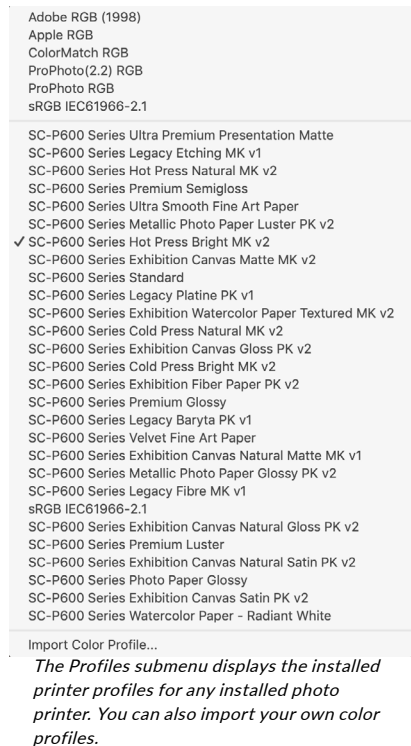 Adobe RGB (1998)
Apple RGB
ColorMatch RGB
ProPhoto(2.2) RGB
ProPhoto RGB
sRGB IEC61966-2.1
SC-P600 Series Ultra Premium Presentation Matte
SC-P600 Series Legacy Etching MK v1
SC-P600 Series Hot Press Natural MK v2
SC-P600 Series Premium Semigloss
SC-P600 Series Ultra Smooth Fine Art Paper
SC-P600 Series Metallic Photo Paper Luster PK v2
✓ SC-P600 Series Hot Press Bright MK v2
SC-P600 Series Exhibition Canvas Matte MK v2
SC-P600 Series Standard
SC-P600 Series Legacy Platine PK v1
SC-P600 Series Exhibition Watercolor Paper Textured MK v2
SC-P600 Series Cold Press Natural MK v2
SC-P600 Series Exhibition Canvas Gloss PK v2
SC-P600 Series Cold Press Bright MK v2
SC-P600 Series Exhibition Fiber Paper PK v2
SC-P600 Series Premium Glossy
SC-P600 Series Legacy Baryta PK v1
SC-P600 Series Velvet Fine Art Paper
SC-P600 Series Exhibition Canvas Natural Matte MK v1
SC-P600 Series Metallic Photo Paper Glossy PK v2
SC-P600 Series Legacy Fibre MK v1
sRGB IEC61966-2.1
SC-P600 Series Exhibition Canvas Natural Gloss PK v2
SC-P600 Series Premium Luster
SC-P600 Series Exhibition Canvas Natural Satin PK v2
SC-P600 Series Photo Paper Glossy
SC-P600 Series Exhibition Canvas Satin PK v2
SC-P600 Series Watercolor Paper - Radiant White
Import Color Profile...
The Profiles submenu displays the installed
printer profiles for any installed photo
printer. You can also import your own color
profiles.